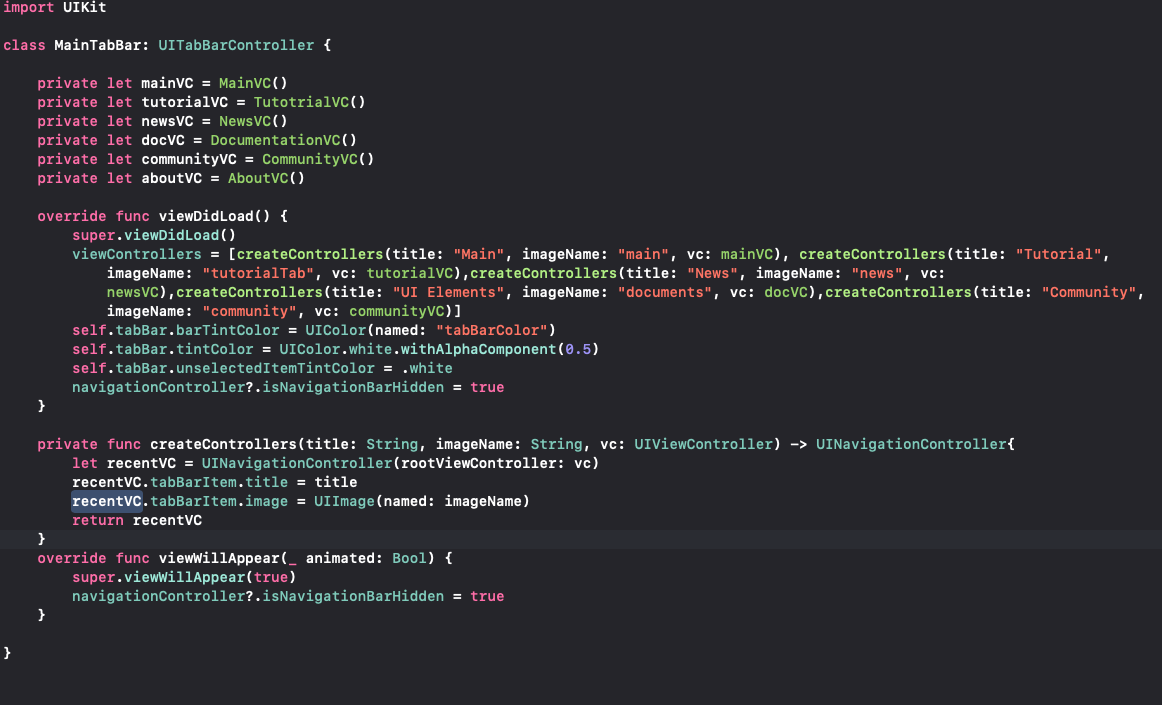 import UIKit
class MainTabBar: UITabBarController {
private let mainVC = MainVC()
private let tutorialVC = TutotrialVC()
private let newsVC = NewsVC()
private let docVC = DocumentationVC()
private let communityVC = CommunityVC()
private let aboutVC = AboutVC()
override func viewDidLoad() {
super.viewDidLoad()
viewControllers = [createControllers(title: "Main", imageName: "main", vc: mainVC), createControllers(title: "Tutorial",
imageName: "tutorialTab", vc: tutorialVC),createControllers(title: "News", imageName: "news", vc:
newsVC),createControllers(title: "UI Elements", imageName: "documents", vc: docVC),createControllers(title: "Community",
imageName: "community", vc: communityVC)]
self.tabBar.barTintColor = UIColor(named: "tabBarColor")
self.tabBar.tintColor = UIColor.white.withAlphaComponent(0.5)
self.tabBar.unselectedItemTintColor = .white
navigationController?.isNavigationBarHidden = true
}
private func createControllers(title: String, imageName: String, vc: UIViewController) -> UINavigationController{
let recentVC = UINavigationController(rootViewController: vc)
recentVC.tabBarItem.title = title
recentVC.tabBarItem.image = UIImage(named: imageName)
return recentVC
}
override func viewWillAppear(_ animated: Bool) {
super.viewWillAppear(true)
navigationController?.isNavigationBarHidden = true
}
}